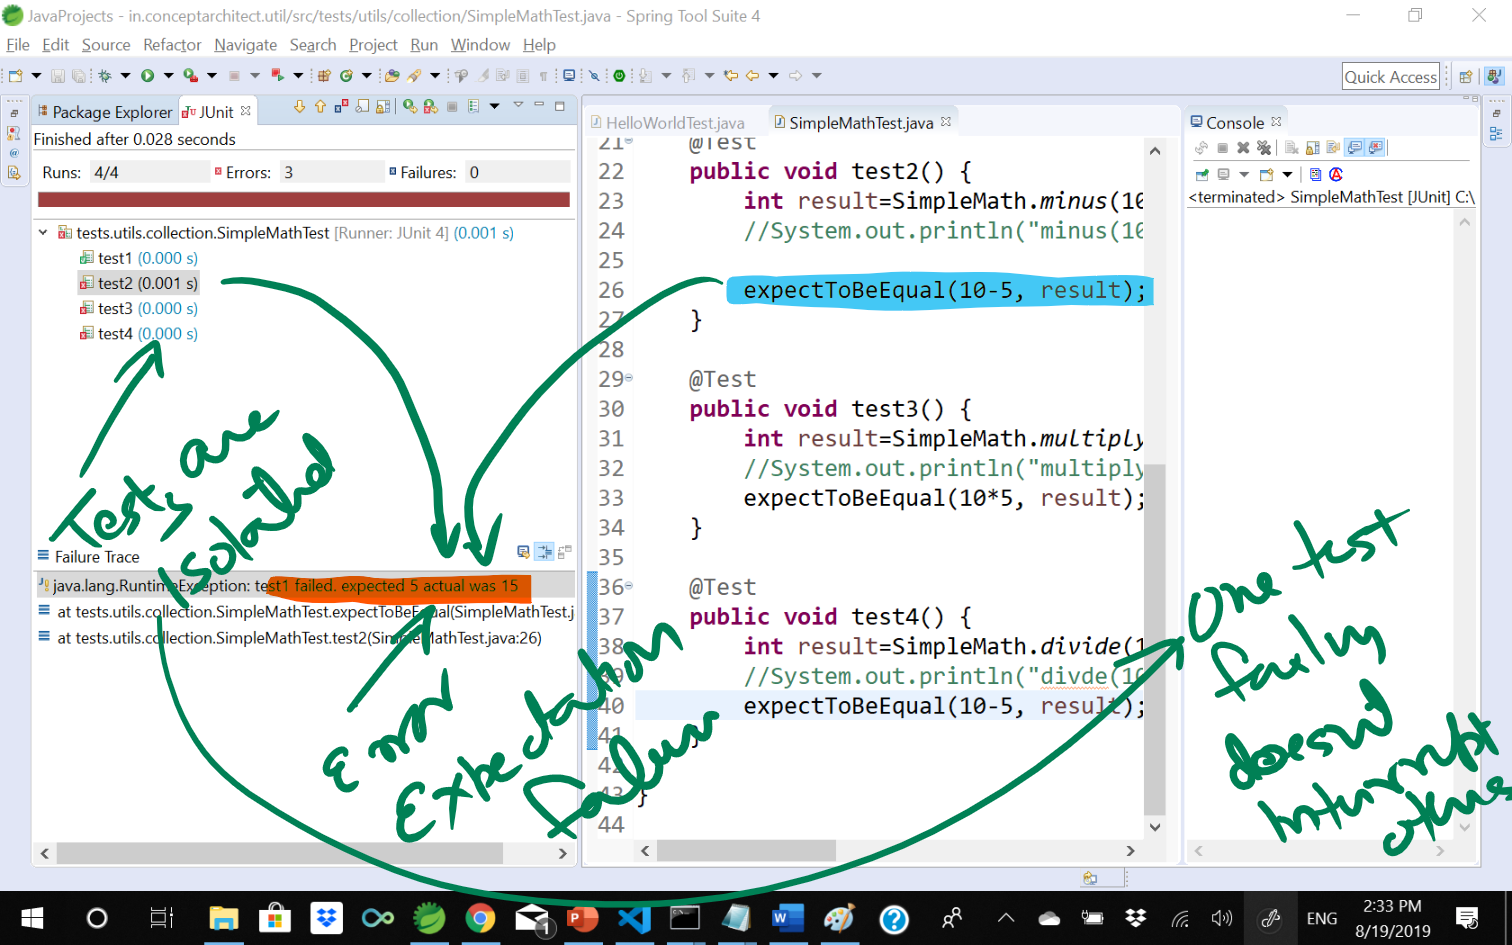 JavaProjects - in.conceptarchitect.util/src/tests/utils/collection/SimpleMathTest.java - Spring Tool Suite 4
File Edit Source Refactor Navigate Search Project Run Window Help
Quick Access
Package Explorer JUnit
Finished after 0.028 seconds
Runs: 4/4 Errors: 3 Failures: 0
tests.utils.collection.SimpleMathTest [Runner: JUnit 4] (0.001 s)
test1 (0.000 s)
test2 (0.001 s)
test3 (0.000 s)
test4 (0.000 s)
Tests are
Isolated
Failure Trace
java.lang.RuntimeException: test1 failed. expected 5 actual was 15
at tests.utils.collection.SimpleMathTest.expectToBeEqual(SimpleMathTest.j
at tests.utils.collection.SimpleMathTest.test2(SimpleMathTest.java:26)
Error
Expectation
Failure
HelloWorldTest.java SimpleMathTest.java
21 @Test
22 public void test2() {
23 int result=SimpleMath.minus(10
24 //System.out.println("minus(10
25
26 expectToBeEqual(10-5, result);
27 }
28
29 @Test
30 public void test3() {
31 int result=SimpleMath.multiply
32 //System.out.println("multiply
33 expectToBeEqual(10*5, result);
34 }
35
36 @Test
37 public void test4() {
38 int result=SimpleMath.divide(1
39 //System.out.println("divde(10
40 expectToBeEqual(10-5, result);
41 }
42
43 }
44
Console
<terminated> SimpleMathTest [JUnit] C:\
One test
failing
doesnt
interrupt
others
1
ENG
2:33 PM
8/19/2019